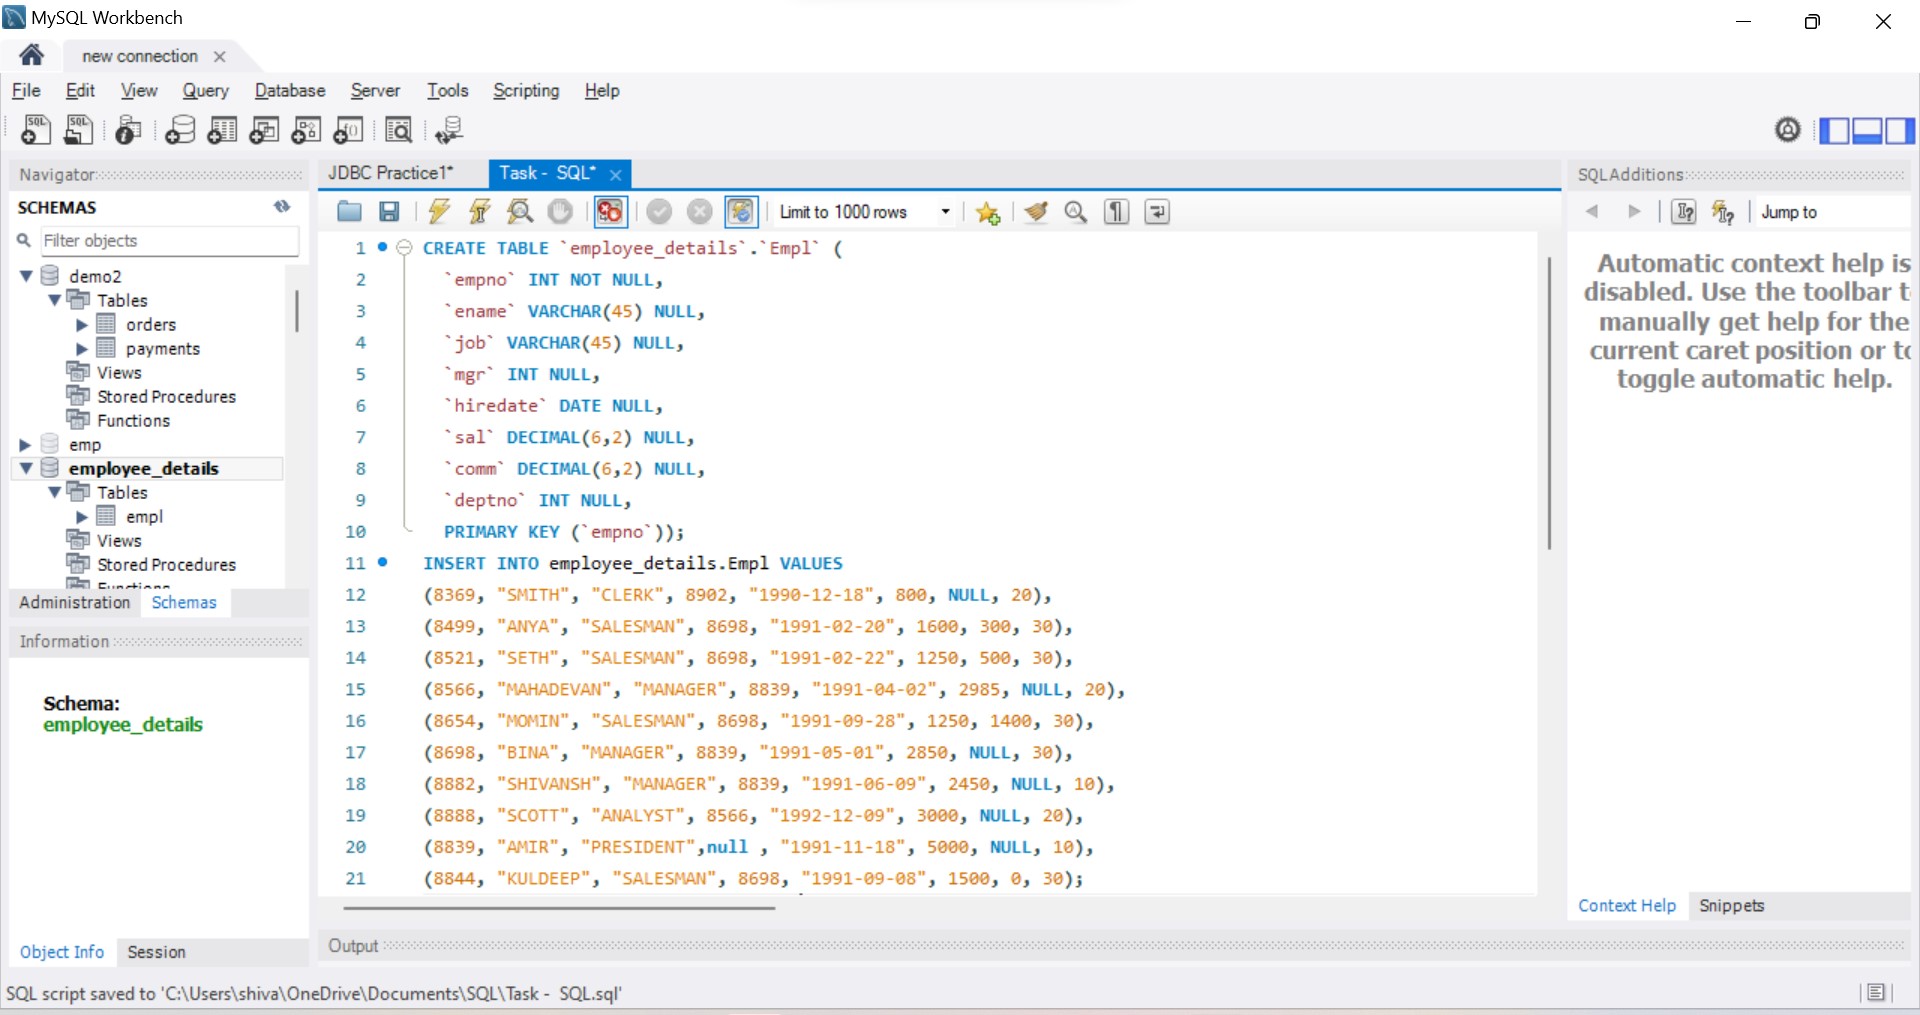 MySQL Workbench
new connection
File Edit View Query Database Server Tools Scripting Help
Navigator
SCHEMAS
Filter objects
demo2
Tables
orders
payments
Views
Stored Procedures
Functions
emp
employee_details
Tables
empl
Views
Stored Procedures
Functions
Administration Schemas
Information
Schema:
employee_details
Object Info Session
JDBC Practice1* Task - SQL*
Limit to 1000 rows
1 CREATE TABLE `employee_details`.`Empl` (
2 `empno` INT NOT NULL,
3 `ename` VARCHAR(45) NULL,
4 `job` VARCHAR(45) NULL,
5 `mgr` INT NULL,
6 `hiredate` DATE NULL,
7 `sal` DECIMAL(6,2) NULL,
8 `comm` DECIMAL(6,2) NULL,
9 `deptno` INT NULL,
10 PRIMARY KEY (`empno`));
11 INSERT INTO employee_details.Empl VALUES
12 (8369, "SMITH", "CLERK", 8902, "1990-12-18", 800, NULL, 20),
13 (8499, "ANYA", "SALESMAN", 8698, "1991-02-20", 1600, 300, 30),
14 (8521, "SETH", "SALESMAN", 8698, "1991-02-22", 1250, 500, 30),
15 (8566, "MAHADEVAN", "MANAGER", 8839, "1991-04-02", 2985, NULL, 20),
16 (8654, "MOMIN", "SALESMAN", 8698, "1991-09-28", 1250, 1400, 30),
17 (8698, "BINA", "MANAGER", 8839, "1991-05-01", 2850, NULL, 30),
18 (8882, "SHIVANSH", "MANAGER", 8839, "1991-06-09", 2450, NULL, 10),
19 (8888, "SCOTT", "ANALYST", 8566, "1992-12-09", 3000, NULL, 20),
20 (8839, "AMIR", "PRESIDENT",null , "1991-11-18", 5000, NULL, 10),
21 (8844, "KULDEEP", "SALESMAN", 8698, "1991-09-08", 1500, 0, 30);
Output
SQLAdditions
Jump to
Automatic context help is
disabled. Use the toolbar t
manually get help for the
current caret position or to
toggle automatic help.
Context Help Snippets
SQL script saved to 'C:\Users\shiva\OneDrive\Documents\SQL\Task - SQL.sql'